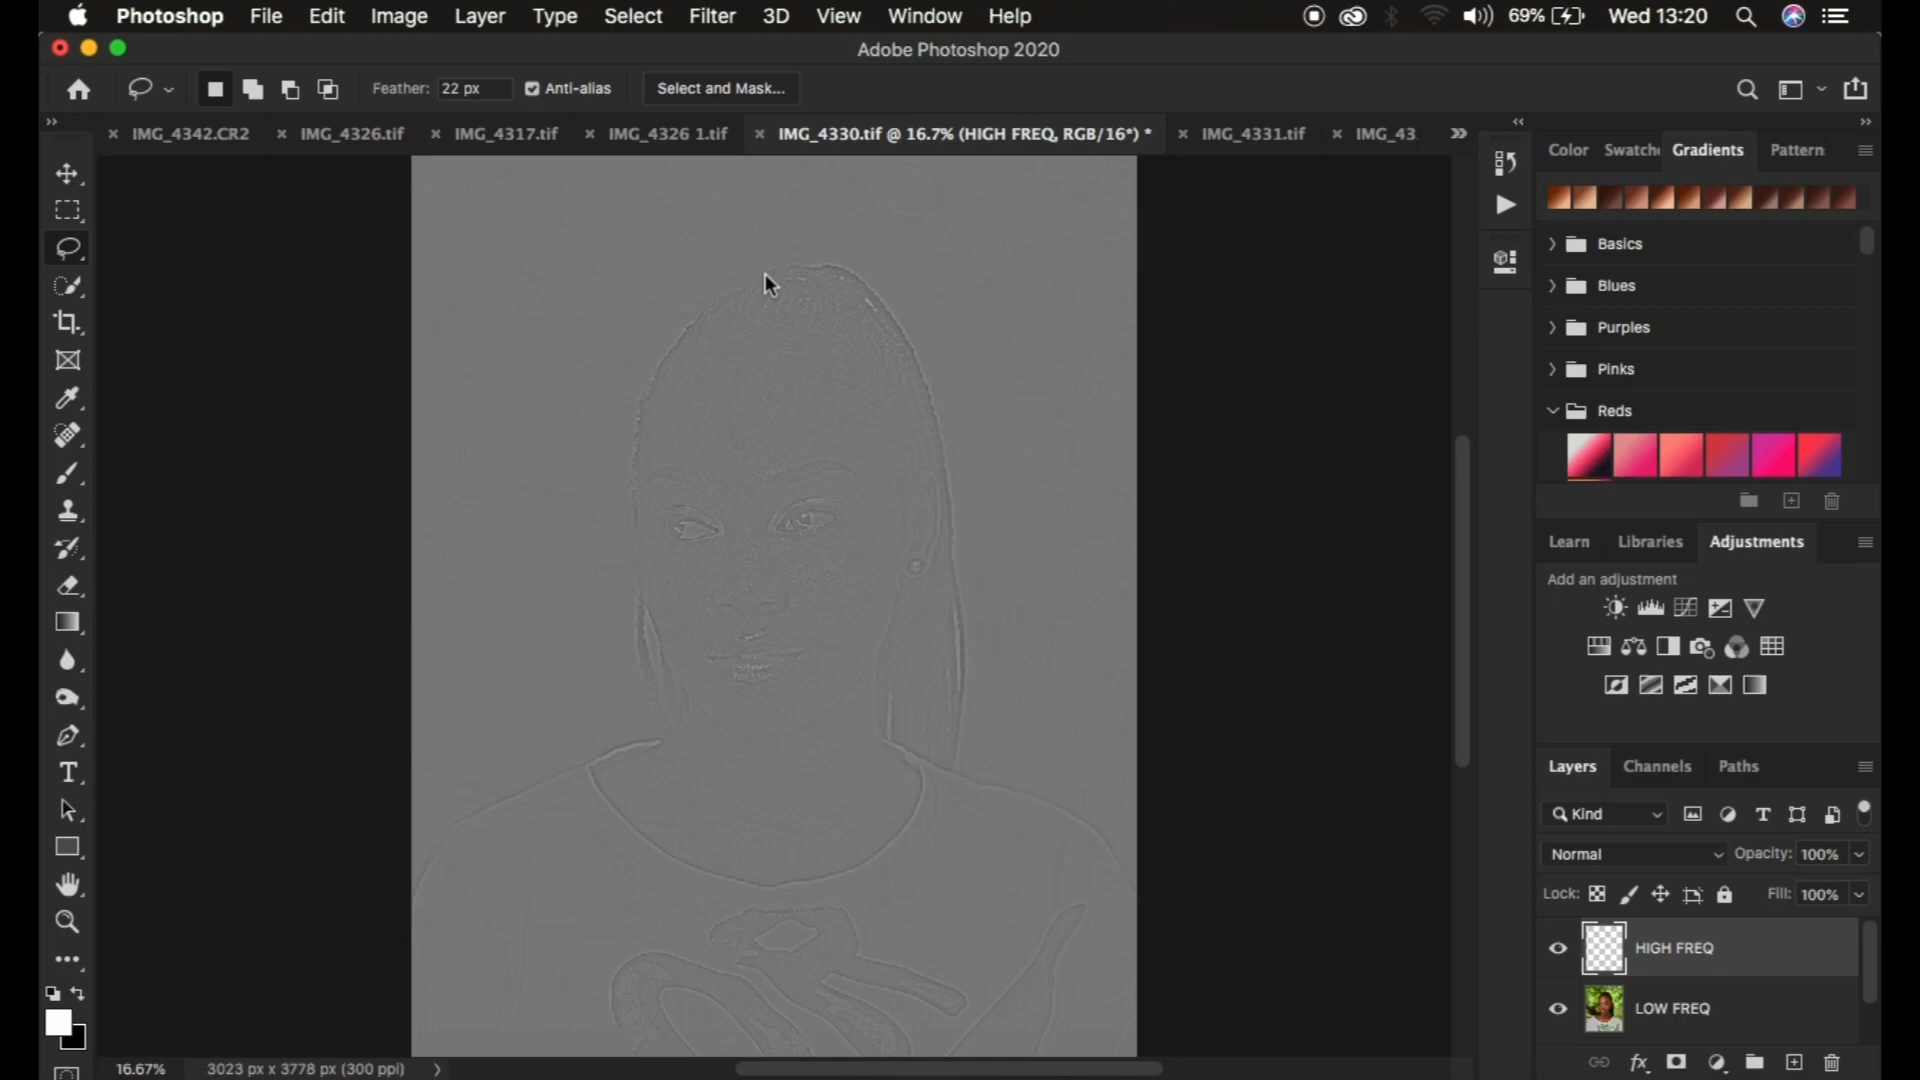 Photoshop File Edit Image Layer Type Select Filter 3D View Window Help 69% Wed 13:20
Adobe Photoshop 2020
Feather: 22 px Anti-alias Select and Mask...
IMG_4342.CR2 IMG_4326.tif IMG_4317.tif IMG_4326 1.tif IMG_4330.tif @ 16.7% (HIGH FREQ, RGB/16*) * IMG_4331.tif IMG_43
Color Swatche Gradients Pattern
Basics
Blues
Purples
Pinks
Reds
Learn Libraries Adjustments
Add an adjustment
Layers Channels Paths
Kind
Normal Opacity: 100%
Lock: Fill: 100%
HIGH FREQ
LOW FREQ
16.67% 3023 px x 3778 px (300 ppi)